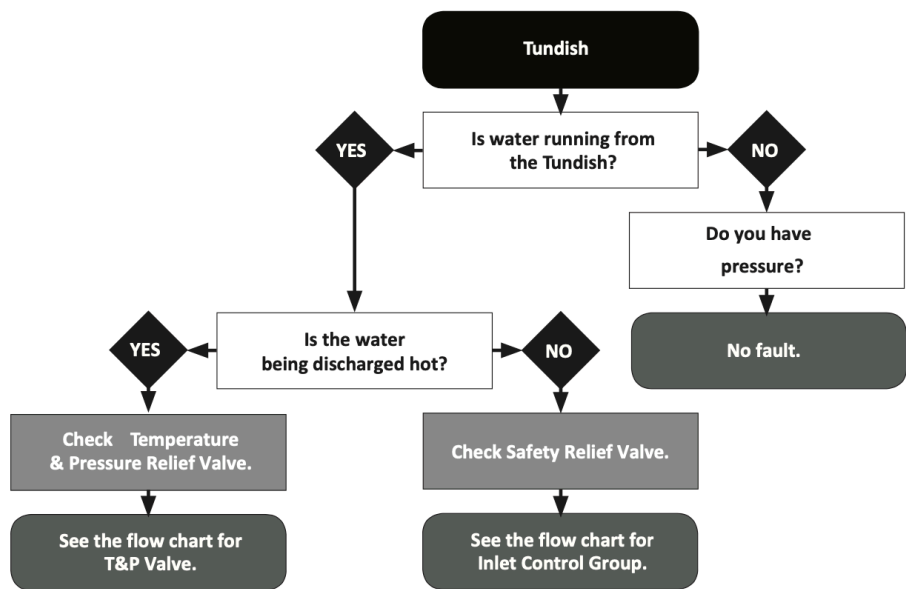 Tundish
Is water running from
the Tundish?
YES
NO
Do you have
pressure?
No fault.
Is the water
being discharged hot?
YES
NO
Check Temperature
& Pressure Relief Valve.
Check Safety Relief Valve.
See the flow chart for
T&P Valve.
See the flow chart for
Inlet Control Group.